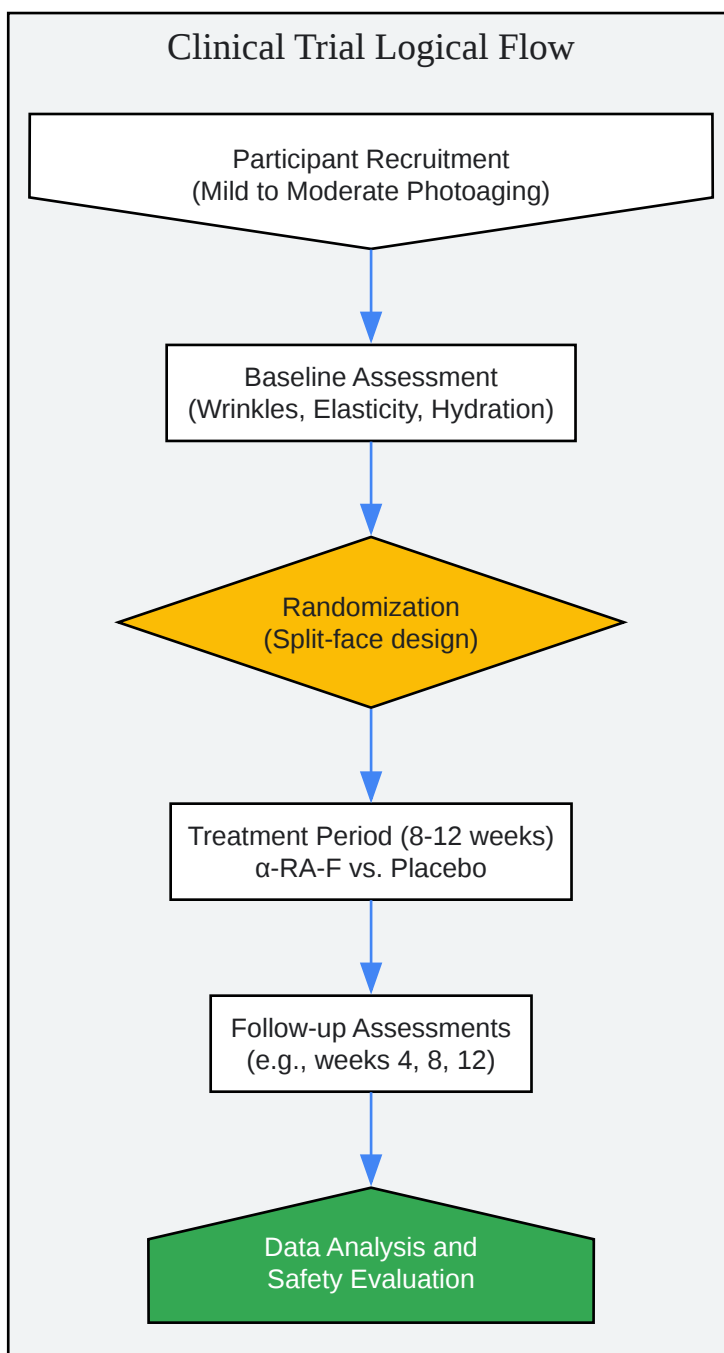 Clinical Trial Logical Flow
Participant Recruitment
(Mild to Moderate Photoaging)
Baseline Assessment
(Wrinkles, Elasticity, Hydration)
Randomization
(Split-face design)
Treatment Period (8-12 weeks)
α-RA-F vs. Placebo
Follow-up Assessments
(e.g., weeks 4, 8, 12)
Data Analysis and
Safety Evaluation